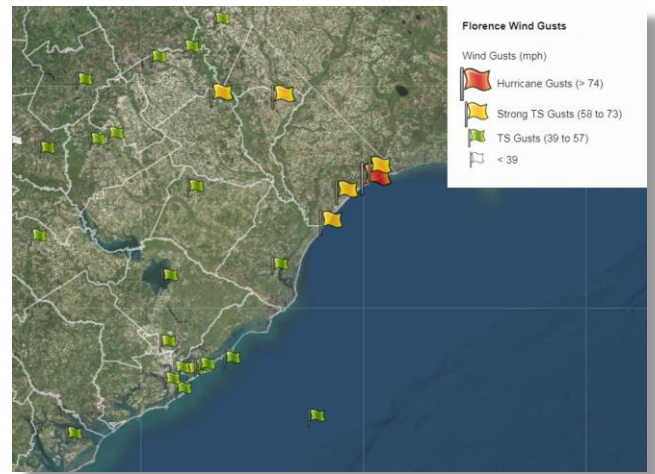 Florence Wind Gusts
Wind Gusts (mph)
Hurricane Gusts (> 74)
Strong TS Gusts (58 to 73)
TS Gusts (39 to 57)
< 39